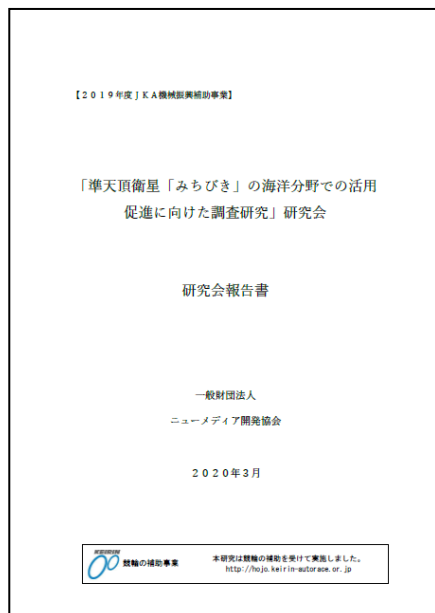 【２０１９年度ＪＫＡ機械振興補助事業】
「準天頂衛星「みちびき」の海洋分野での活用
促進に向けた調査研究」研究会
研究会報告書
一般財団法人
ニューメディア開発協会
２０２０年３月
競輪の補助事業
本研究は競輪の補助を受けて実施しました。
http://hojo.keirin-autorace.or.jp